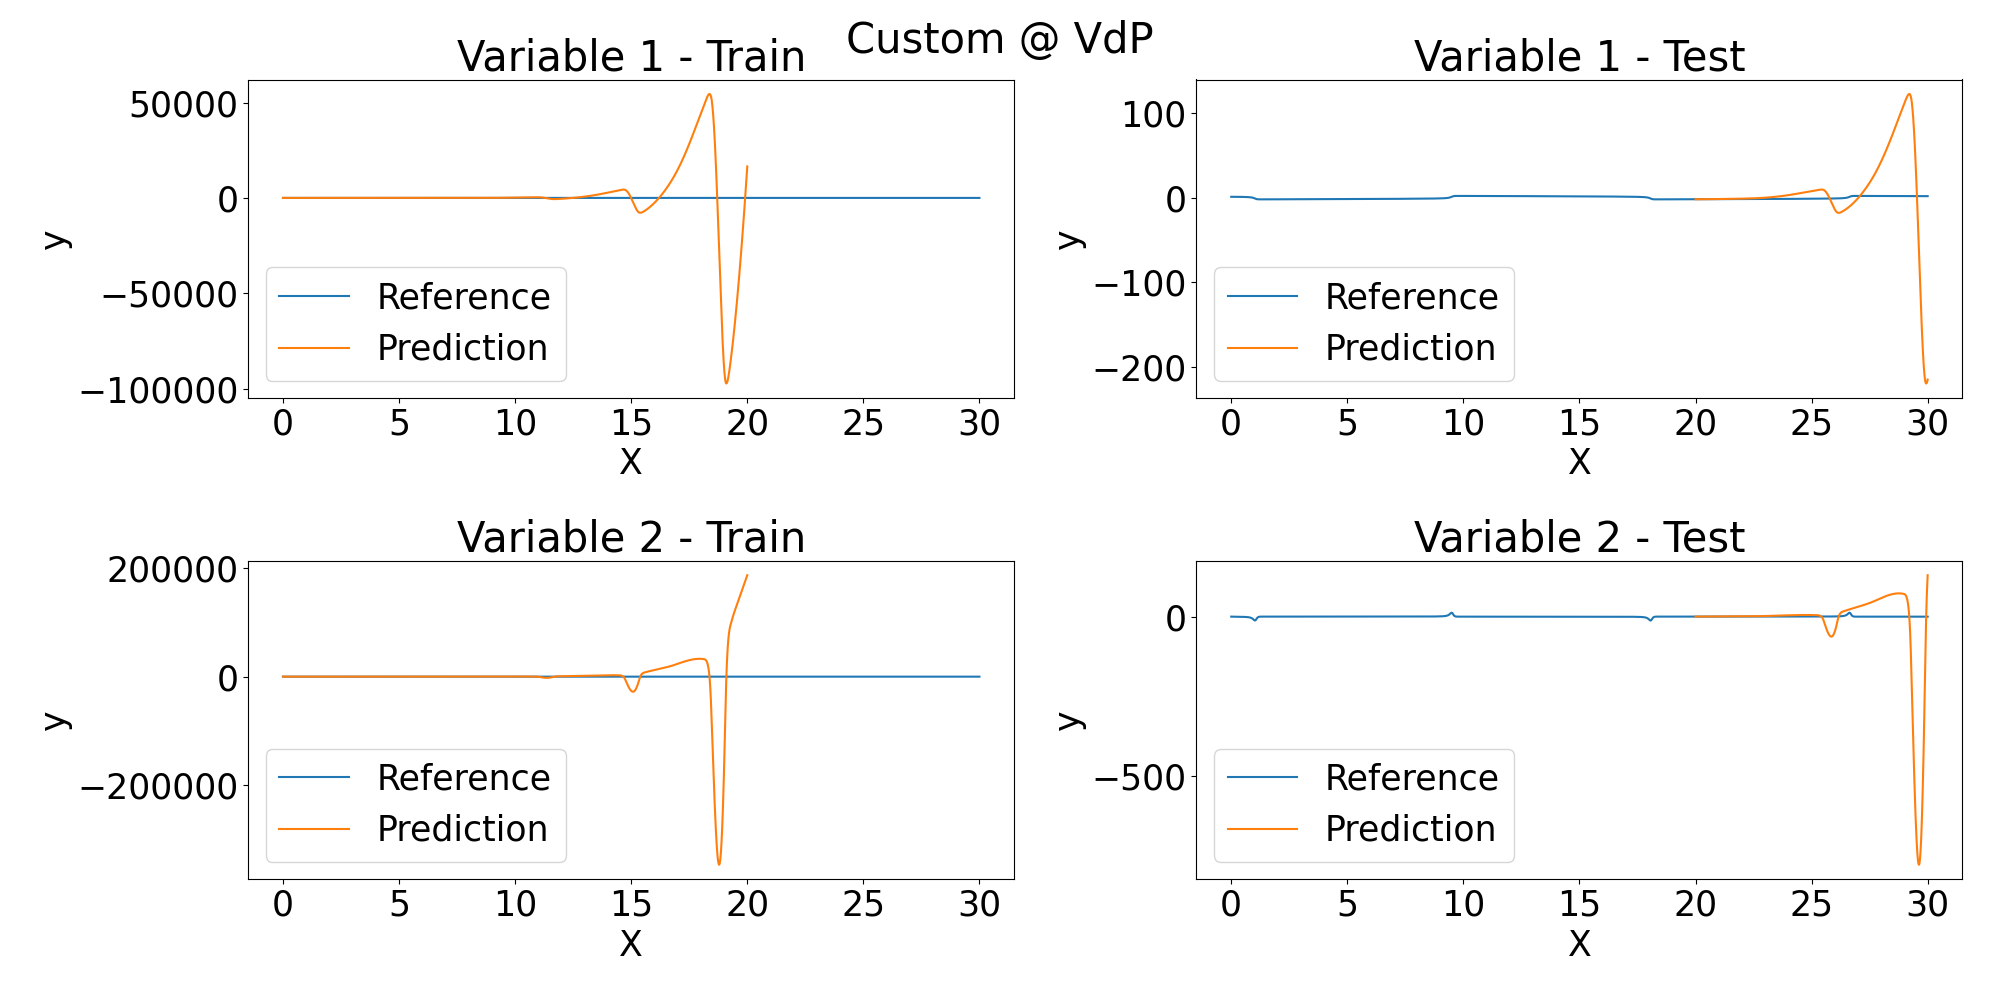 Custom @ VdP
Variable 1 - Train
50000
0
−50000
−100000
y
Reference
Prediction
0 5 10 15 20 25 30
X
Variable 1 - Test
100
0
−100
−200
y
Reference
Prediction
0 5 10 15 20 25 30
X
Variable 2 - Train
200000
0
−200000
y
Reference
Prediction
0 5 10 15 20 25 30
X
Variable 2 - Test
0
−500
y
Reference
Prediction
0 5 10 15 20 25 30
X